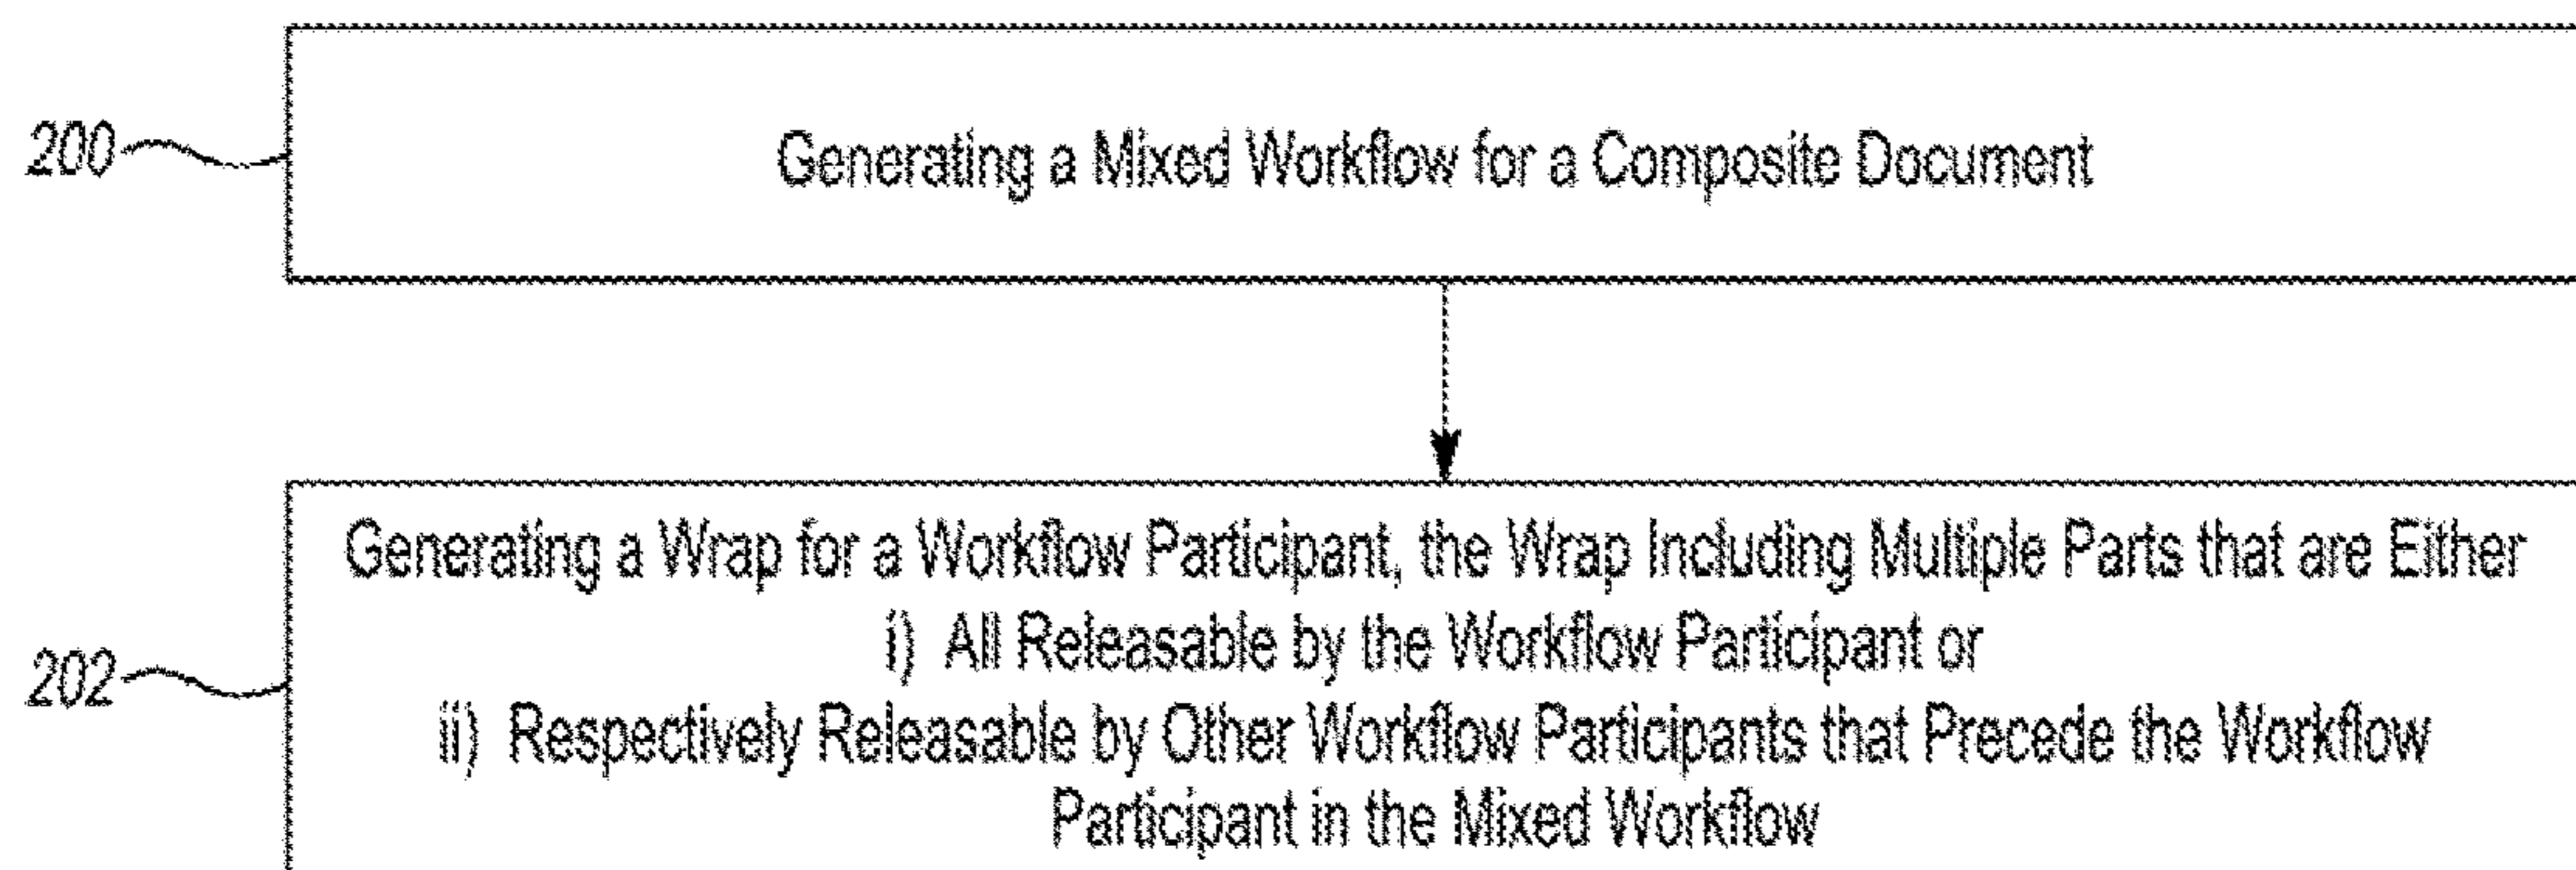 200
Generating a Mixed Workflow for a Composite Document
202
Generating a Wrap for a Workflow Participant, the Wrap Including Multiple Parts that are Either
i) All Releasable by the Workflow Participant or
ii) Respectively Releasable by Other Workflow Participants that Precede the Workflow
Participant in the Mixed Workflow